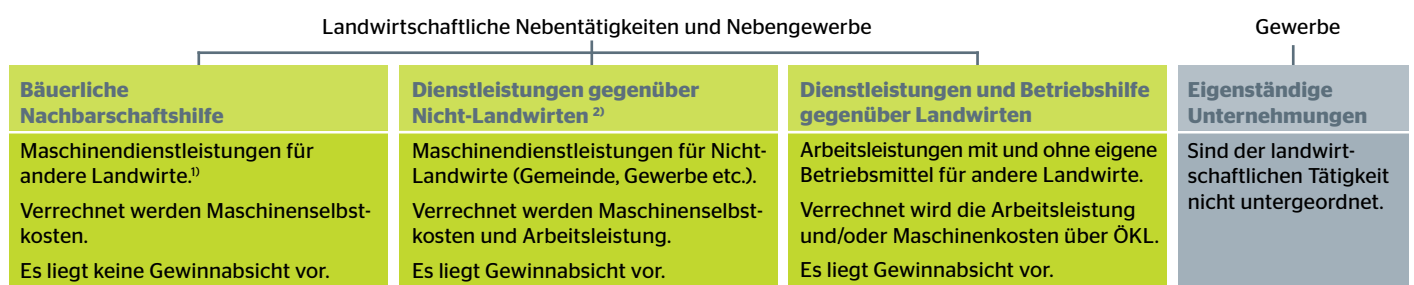 Landwirtschaftliche Nebentätigkeiten und Nebengewerbe
Gewerbe
Bäuerliche
Nachbarschaftshilfe
Maschinendienstleistungen für
andere Landwirte.1)
Verrechnet werden Maschinenselbst-
kosten.
Es liegt keine Gewinnabsicht vor.
Dienstleistungen gegenüber
Nicht-Landwirten 2)
Maschinendienstleistungen für Nicht-
Landwirte (Gemeinde, Gewerbe etc.).
Verrechnet werden Maschinenselbst-
kosten und Arbeitsleistung.
Es liegt Gewinnabsicht vor.
Dienstleistungen und Betriebshilfe
gegenüber Landwirten
Arbeitsleistungen mit und ohne eigene
Betriebsmittel für andere Landwirte.
Verrechnet wird die Arbeitsleistung
und/oder Maschinenkosten über ÖKL.
Es liegt Gewinnabsicht vor.
Eigenständige
Unternehmungen
Sind der landwirt-
schaftlichen Tätigkeit
nicht untergeordnet.